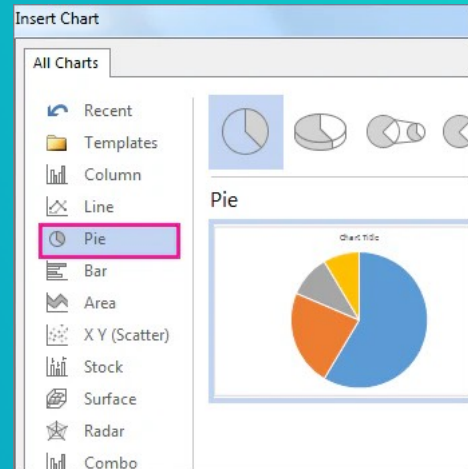 Insert Chart
All Charts
Recent
Templates
Column
Line
Pie
Bar
Area
X Y (Scatter)
Stock
Surface
Radar
Combo
Pie
Chart Title